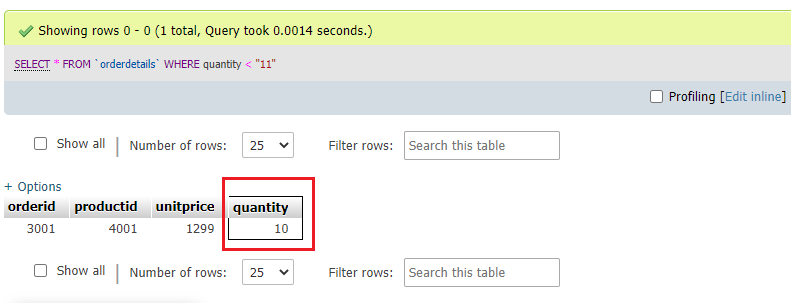 Showing rows 0 - 0 (1 total, Query took 0.0014 seconds.)
SELECT * FROM `orderdetails` WHERE quantity < "11"
Profiling [Edit inline]
Show all | Number of rows: 25 Filter rows: Search this table
+ Options
orderid productid unitprice quantity
3001 4001 1299 10
Show all | Number of rows: 25 Filter rows: Search this table